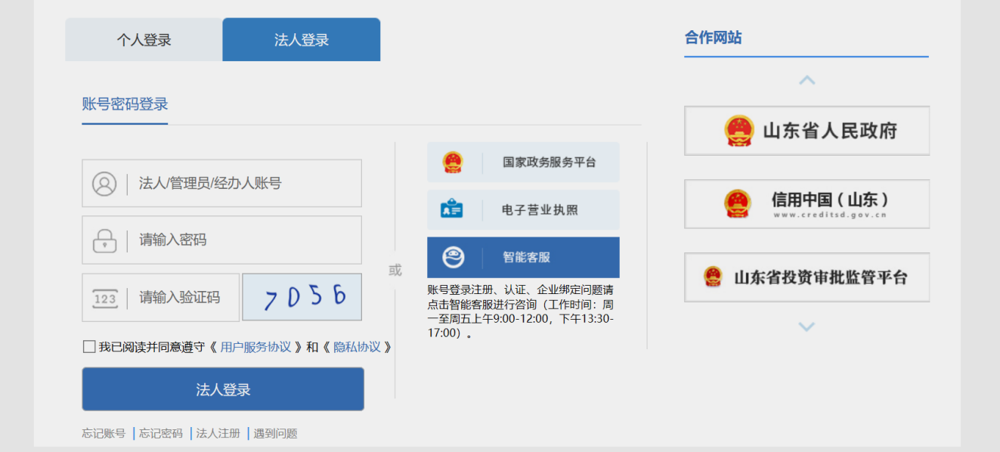 个人登录
法人登录
账号密码登录
法人/管理员/经办人账号
请输入密码
123
请输入验证码
7D56
我已阅读并同意遵守《用户服务协议》和《隐私协议》
法人登录
忘记账号
忘记密码
法人注册
遇到问题
或
国家政务服务平台
电子营业执照
智能客服
账号登录注册、认证、企业绑定问题请
点击智能客服进行咨询（工作时间：周
一至周五上午9:00-12:00，下午13:30-
17:00）。
合作网站
山东省人民政府
信用中国（山东）
www.creditsd.gov.cn
山东省投资审批监管平台